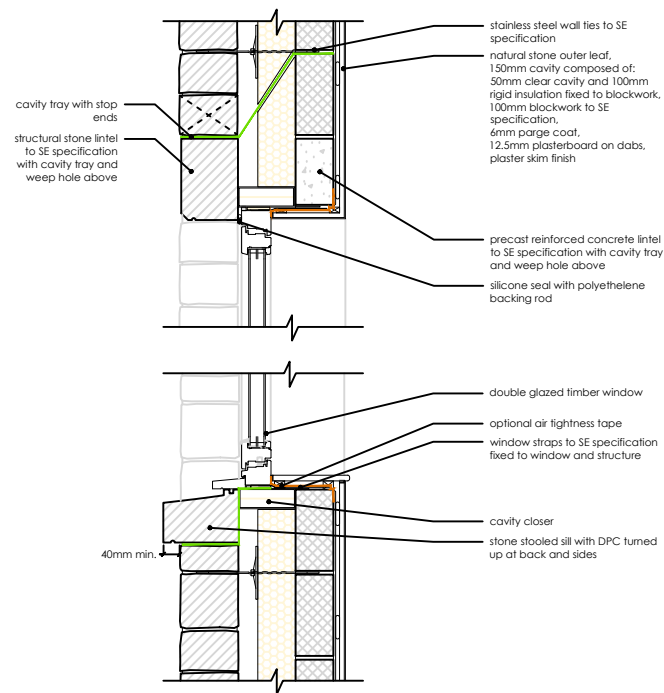 stainless steel wall ties to SE
specification
natural stone outer leaf,
150mm cavity composed of:
50mm clear cavity and 100mm
rigid insulation fixed to blockwork,
100mm blockwork to SE
specification,
6mm parge coat,
12.5mm plasterboard on dabs,
plaster skim finish
cavity tray with stop
ends
structural stone lintel
to SE specification
with cavity tray and
weep hole above
precast reinforced concrete lintel
to SE specification with cavity tray
and weep hole above
silicone seal with polyethelene
backing rod
double glazed timber window
optional air tightness tape
window straps to SE specification
fixed to window and structure
cavity closer
stone stooled sill with DPC turned
up at back and sides
40mm min.